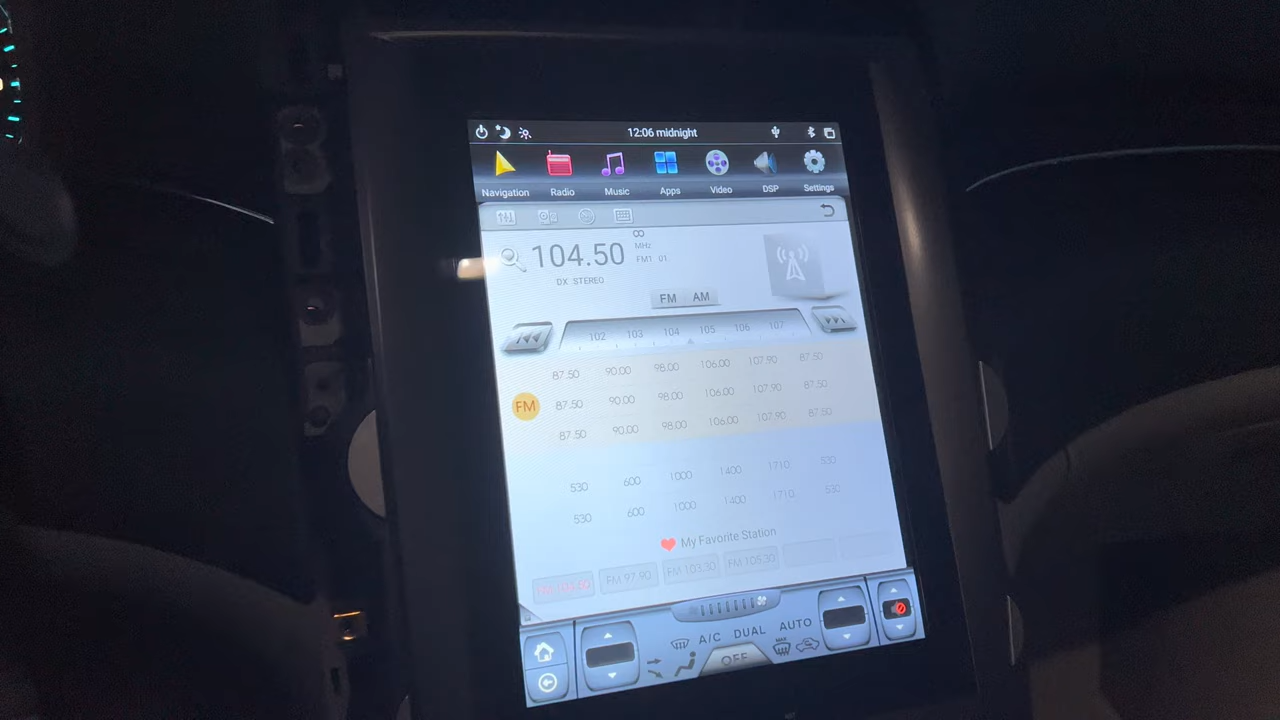 12:06 midnight
Navigation Radio Music Apps Video DSP Settings
104.50 MHz
FM1 01
DX STEREO
FM AM
102 103 104 105 106 107
87.50 90.00 98.00 106.00 107.90 87.50
FM 87.50 90.00 98.00 106.00 107.90 87.50
87.50 90.00 98.00 106.00 107.90 87.50
530 600 1000 1400 1710 530
530 600 1000 1400 1710 530
My Favorite Station
FM 97.90 FM 103.30 FM 105.30
A/C DUAL AUTO
OFF MAX